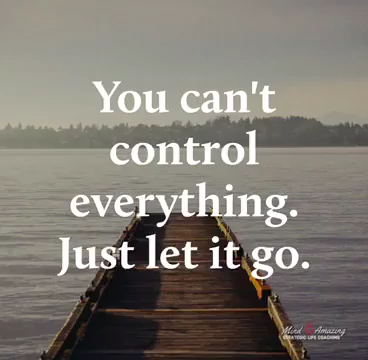 You can't
control
everything.
Just let it go.
Mind Amazing
STRATEGIC LIFE COACHING